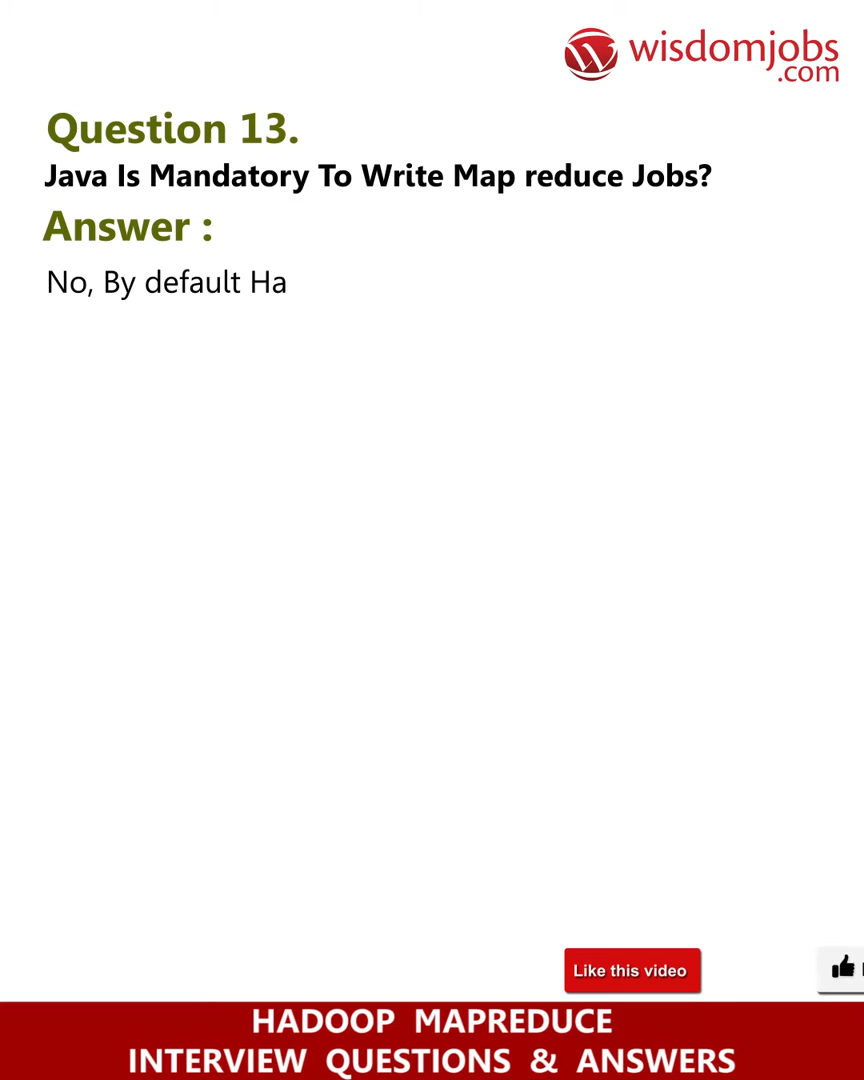 wisdomjobs
.com
Question 13.
Java Is Mandatory To Write Map reduce Jobs?
Answer :
No, By default Ha
Like this video
HADOOP MAPREDUCE
INTERVIEW QUESTIONS & ANSWERS